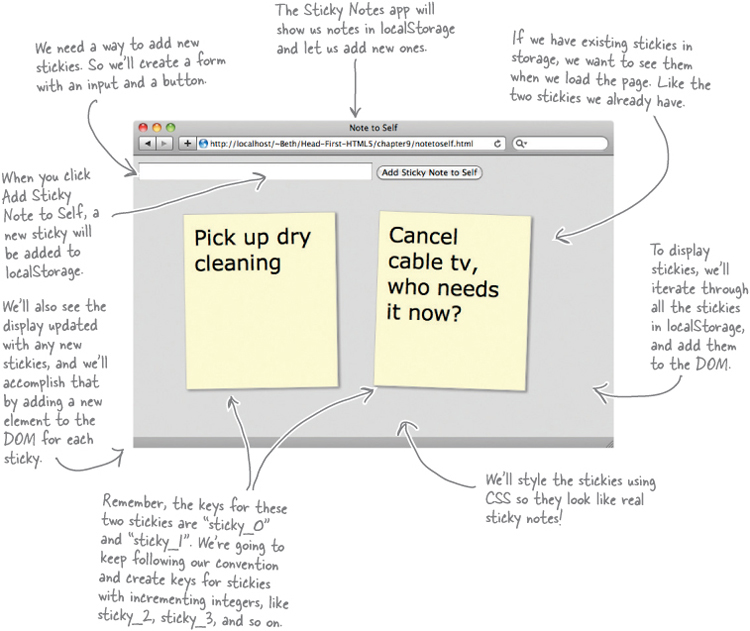 The Sticky Notes app will
show us notes in localStorage
and let us add new ones.
We need a way to add new
stickies. So we'll create a form
with an input and a button.
If we have existing stickies in
storage, we want to see them
when we load the page. Like the
two stickies we already have.
Note to Self
http://localhost/~Beth/Head-First-HTML5/chapter9/notetoself.html
Add Sticky Note to Self
When you click
Add Sticky
Note to Self, a
new sticky will
be added to
localStorage.
Pick up dry
cleaning
Cancel
cable tv,
who needs
it now?
To display
stickies, we'll
iterate through
all the stickies
in localStorage,
and add them
to the DOM.
We'll also see the
display updated
with any new
stickies, and we'll
accomplish that
by adding a new
element to the
DOM for each
sticky.
We'll style the stickies using
CSS so they look like real
sticky notes!
Remember, the keys for these
two stickies are "sticky_0"
and "sticky_1". We're going to
keep following our convention
and create keys for stickies
with incrementing integers, like
sticky_2, sticky_3, and so on.